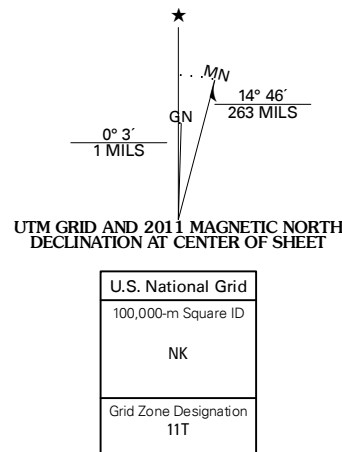 ★
MN
GN
14° 46´
263 MILS
0° 3´
1 MILS
UTM GRID AND 2011 MAGNETIC NORTH
DECLINATION AT CENTER OF SHEET
U.S. National Grid
100,000-m Square ID
NK
Grid Zone Designation
11T